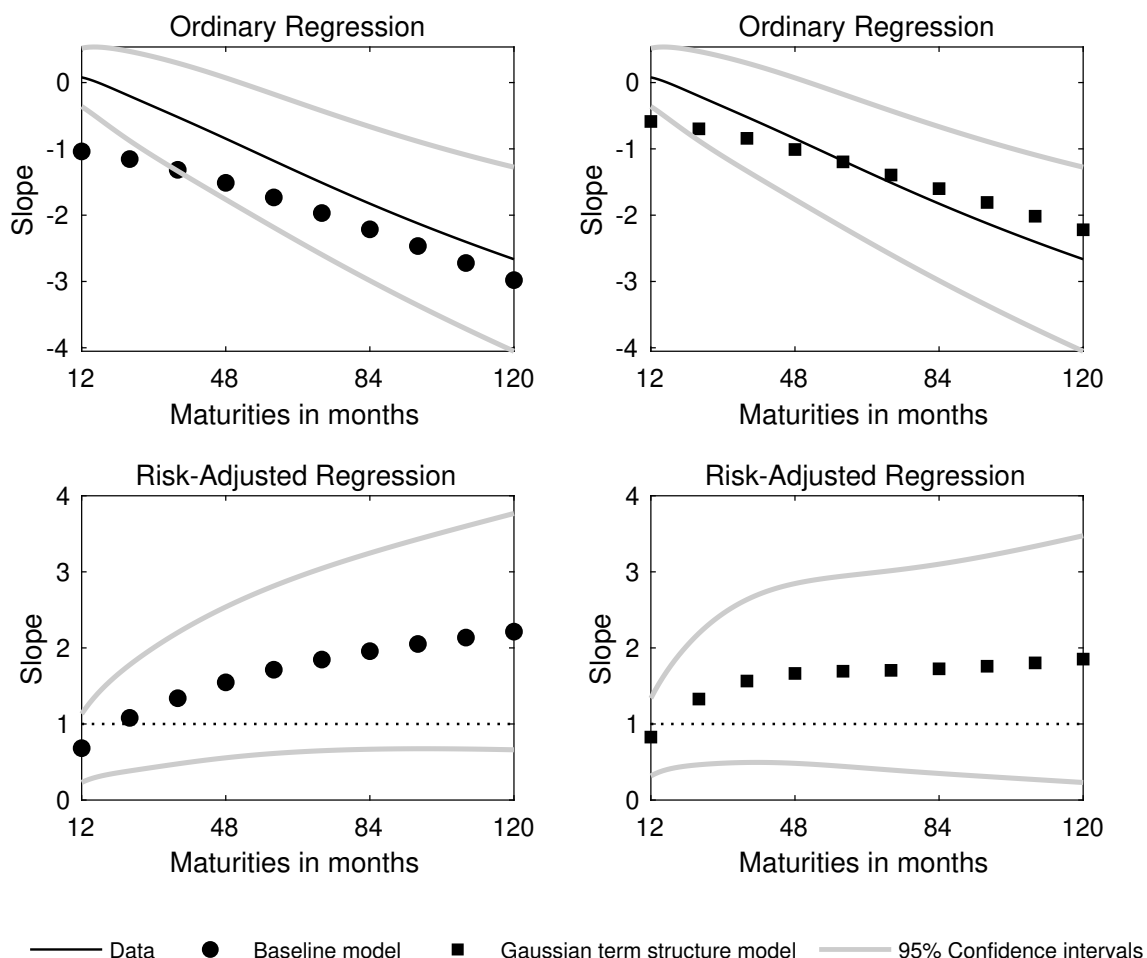 Ordinary Regression
0
-1
-2
-3
-4
Slope
12 48 84 120
Maturities in months
Ordinary Regression
0
-1
-2
-3
-4
Slope
12 48 84 120
Maturities in months
Risk-Adjusted Regression
4
3
2
1
0
Slope
12 48 84 120
Maturities in months
Risk-Adjusted Regression
4
3
2
1
0
Slope
12 48 84 120
Maturities in months
Data Baseline model Gaussian term structure model 95% Confidence intervals